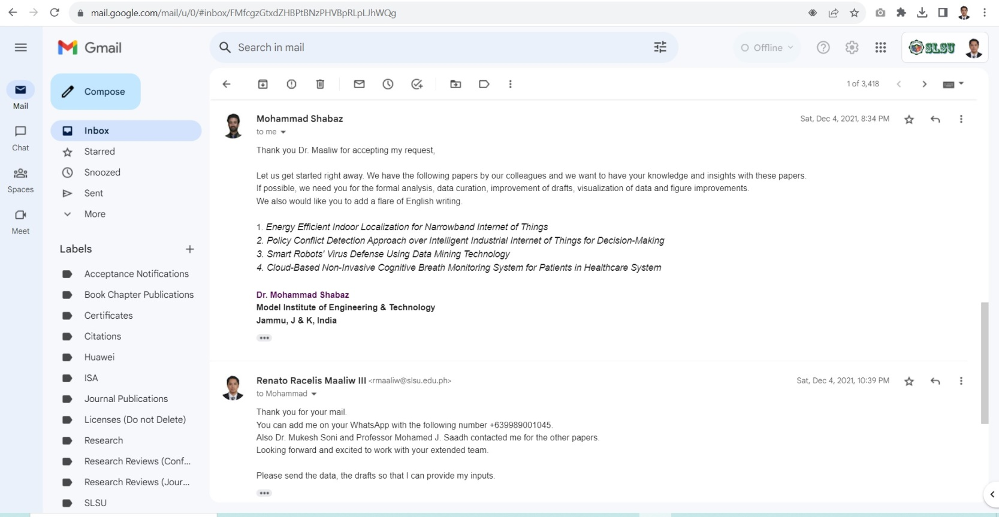 mail.google.com/mail/u/0/#inbox/FMfcgzGtxdZHBPtBNzPHVBpRLpLJhWQg
Gmail
Search in mail
Offline
SLSU
Mail
Chat
Spaces
Meet
Compose
Inbox
Starred
Snoozed
Sent
More
Labels
Acceptance Notifications
Book Chapter Publications
Certificates
Citations
Huawei
ISA
Journal Publications
Licenses (Do not Delete)
Research
Research Reviews (Conf...
Research Reviews (Jour...
SLSU
1 of 3,418
Mohammad Shabaz
Sat, Dec 4, 2021, 8:34 PM
to me
Thank you Dr. Maaliw for accepting my request,
Let us get started right away. We have the following papers by our colleagues and we want to have your knowledge and insights with these papers.
If possible, we need you for the formal analysis, data curation, improvement of drafts, visualization of data and figure improvements.
We also would like you to add a flare of English writing.
1. Energy Efficient Indoor Localization for Narrowband Internet of Things
2. Policy Conflict Detection Approach over Intelligent Industrial Internet of Things for Decision-Making
3. Smart Robots' Virus Defense Using Data Mining Technology
4. Cloud-Based Non-Invasive Cognitive Breath Monitoring System for Patients in Healthcare System
Dr. Mohammad Shabaz
Model Institute of Engineering & Technology
Jammu, J & K, India
Renato Racelis Maaliw III <rmaaliw@slsu.edu.ph>
Sat, Dec 4, 2021, 10:39 PM
to Mohammad
Thank you for your mail.
You can add me on your WhatsApp with the following number +639989001045.
Also Dr. Mukesh Soni and Professor Mohamed J. Saadh contacted me for the other papers.
Looking forward and excited to work with your extended team.
Please send the data, the drafts so that I can provide my inputs.